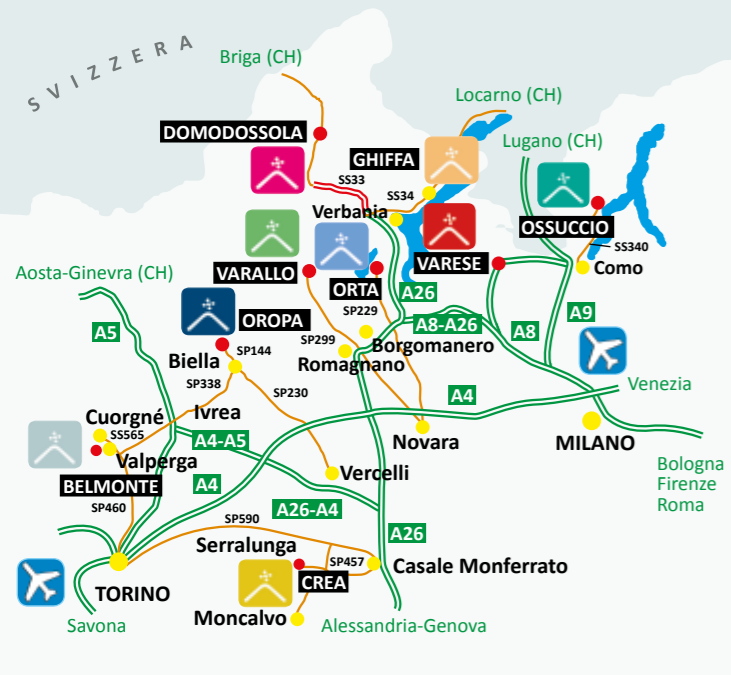 SVIZZERA
Briga (CH)
Locarno (CH)
DOMODOSSOLA
Lugano (CH)
GHIFFA
SS33
SS34
Verbania
OSSUCCIO
SS340
VARESE
Como
VARALLO
ORTA
Aosta-Ginevra (CH)
A26
SP229
A5
OROPA
A8-A26
A8
A9
SP299
Borgomanero
SP144
Biella
Romagnano
SP338
SP230
A4
Venezia
Ivrea
Cuorgné
SS565
A4-A5
Novara
MILANO
Valperga
Vercelli
Bologna
Firenze
Roma
BELMONTE
A4
SP460
A26-A4
SP590
A26
Serralunga
SP457
Casale Monferrato
CREA
TORINO
Moncalvo
Savona
Alessandria-Genova